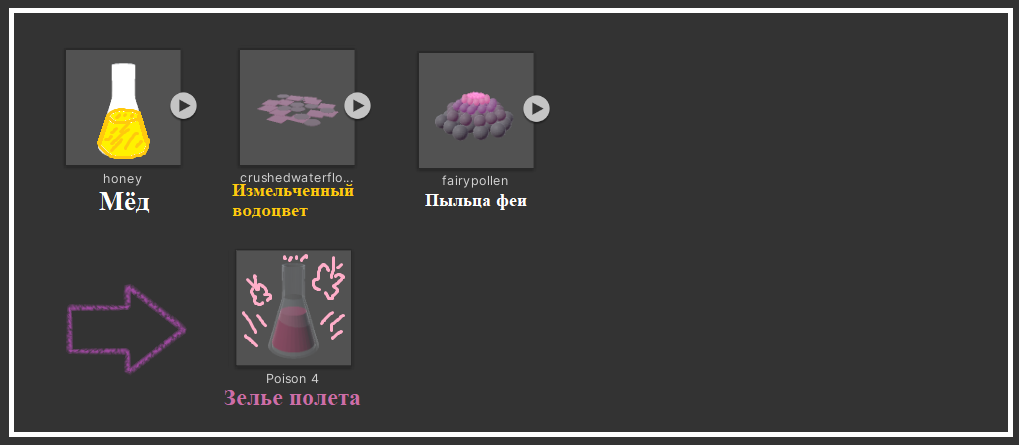 honey
Мёд
crushedwaterflo...
Измельченный
водоцвет
fairypollen
Пыльца феи
Poison 4
Зелье полета